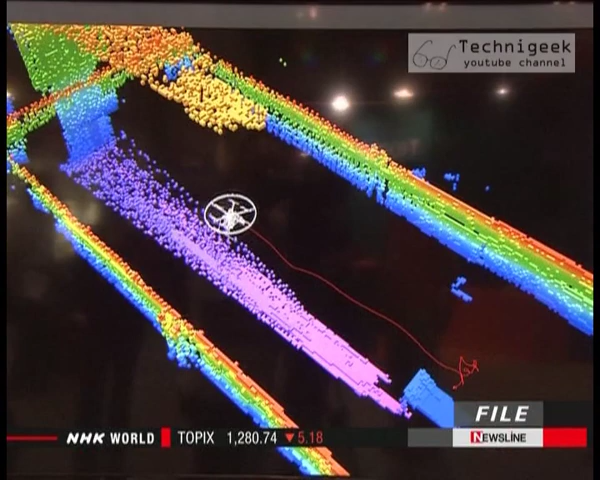 Technigeek
youtube channel
FILE
NHK WORLD TOPIX 1,280.74 ▼5.18
NEWSLINE